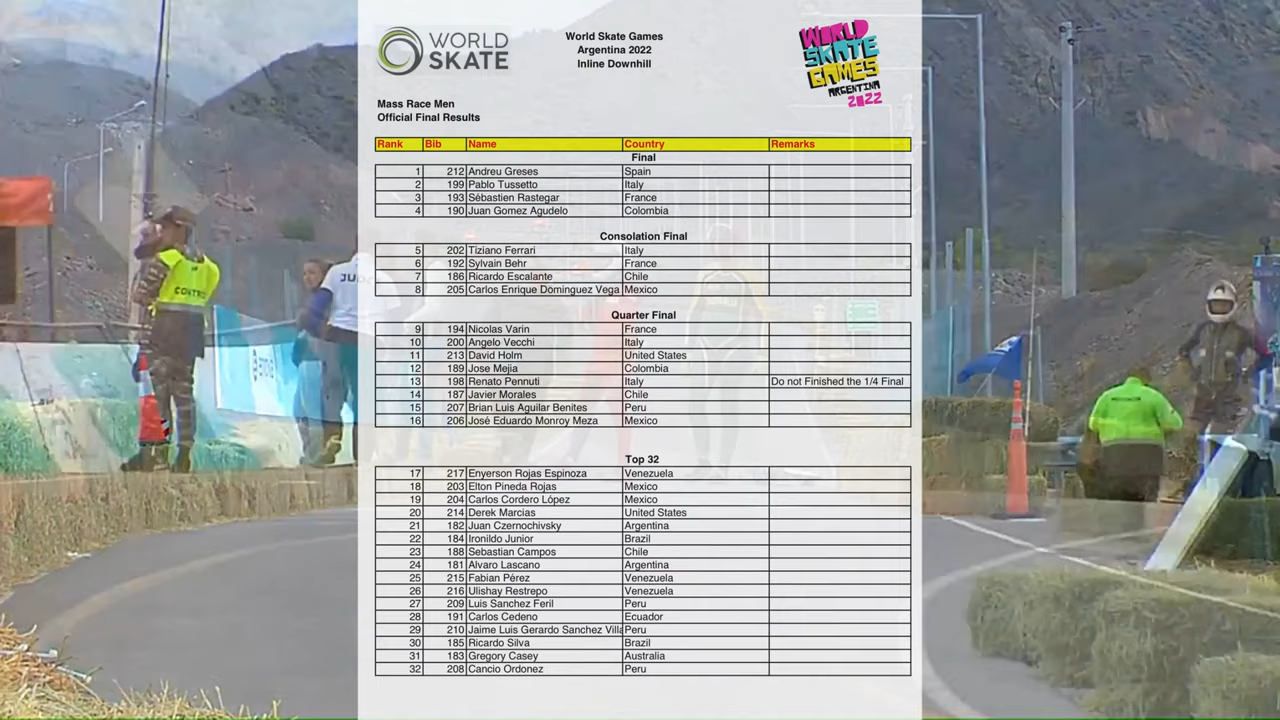 WORLD SKATE
World Skate Games
Argentina 2022
Inline Downhill
WORLD
SKATE
GAMES
ARGENTINA
2022
Mass Race Men
Official Final Results
Rank Bib Name Country Remarks
Final
1 212 Andreu Greses Spain
2 199 Pablo Tussetto Italy
3 193 Sébastien Rastegar France
4 190 Juan Gomez Agudelo Colombia
Consolation Final
5 202 Tiziano Ferrari Italy
6 192 Sylvain Behr France
7 186 Ricardo Escalante Chile
8 205 Carlos Enrique Dominguez Vega Mexico
Quarter Final
9 194 Nicolas Varin France
10 200 Angelo Vecchi Italy
11 213 David Holm United States
12 189 Jose Mejia Colombia
13 198 Renato Pennuti Italy Do not Finished the 1/4 Final
14 187 Javier Morales Chile
15 207 Brian Luis Aguilar Benites Peru
16 206 José Eduardo Monroy Meza Mexico
Top 32
17 217 Enyerson Rojas Espinoza Venezuela
18 203 Elton Pineda Rojas Mexico
19 204 Carlos Cordero López Mexico
20 214 Derek Marcias United States
21 182 Juan Czernochivsky Argentina
22 184 Ironildo Junior Brazil
23 188 Sebastian Campos Chile
24 181 Alvaro Lascano Argentina
25 215 Fabian Pérez Venezuela
26 216 Ulishay Restrepo Venezuela
27 209 Luis Sanchez Feril Peru
28 191 Carlos Cedeno Ecuador
29 210 Jaime Luis Gerardo Sanchez Villa Peru
30 185 Ricardo Silva Brazil
31 183 Gregory Casey Australia
32 208 Cancio Ordonez Peru